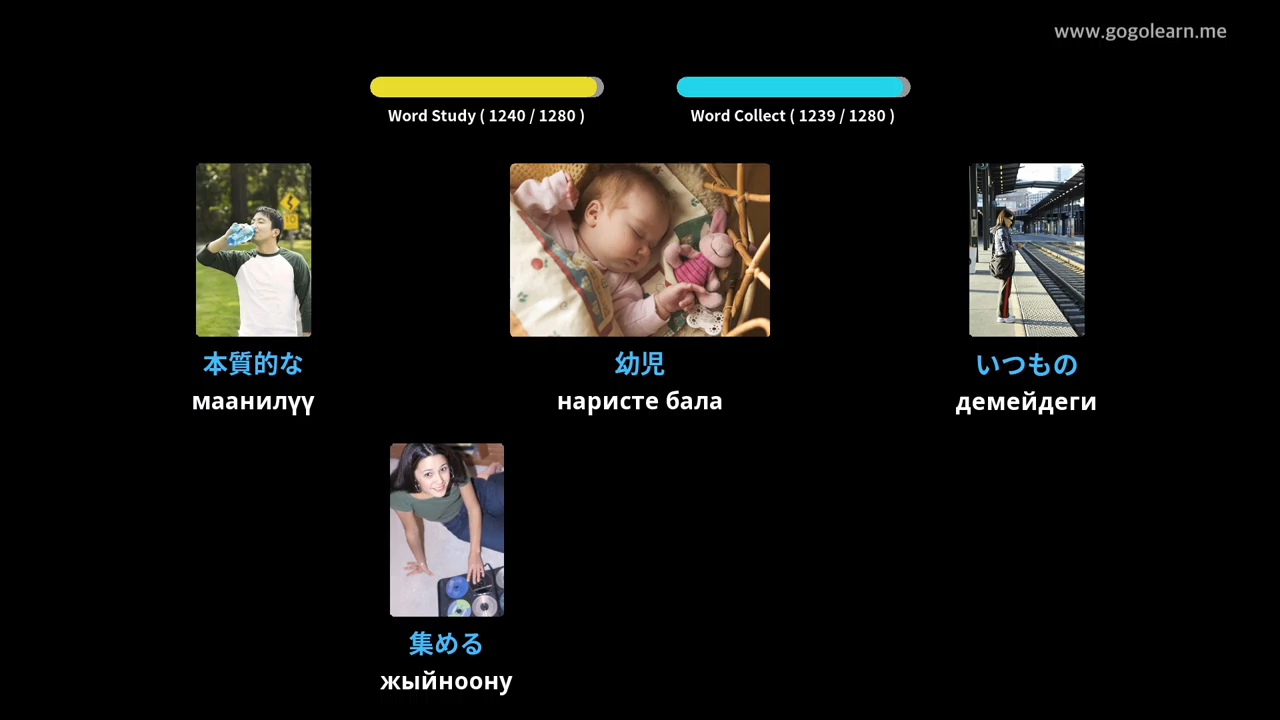 www.gogolearn.me
Word Study ( 1240 / 1280 )
Word Collect ( 1239 / 1280 )
本質的な
маанилүү
幼児
наристе бала
いつもの
демейдеги
集める
жыйноону